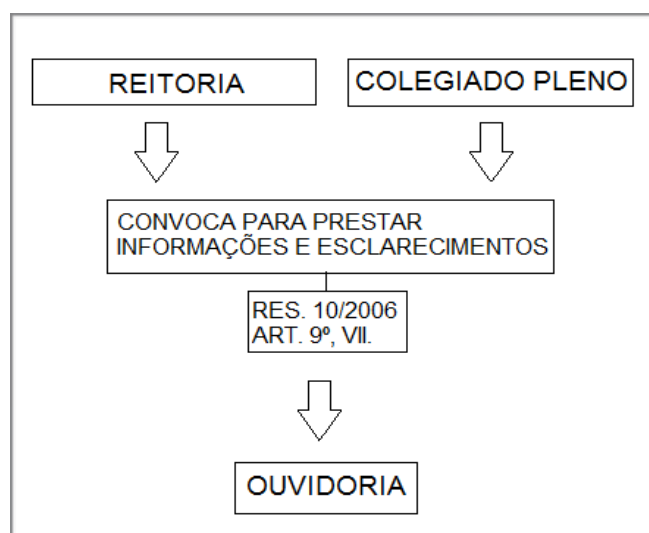 REITORIA
COLEGIADO PLENO
CONVOCA PARA PRESTAR
INFORMAÇÕES E ESCLARECIMENTOS
RES. 10/2006
ART. 9º, VII.
OUVIDORIA